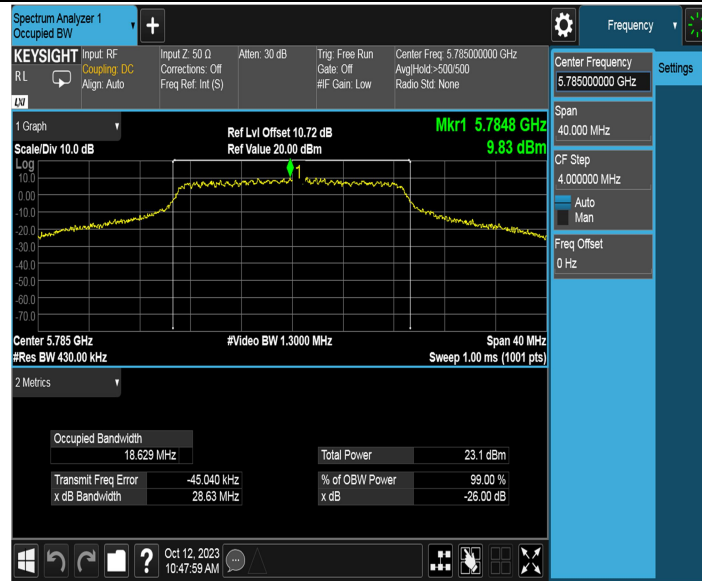 Spectrum Analyzer 1
Occupied BW
+
Frequency
KEYSIGHT
RL
LXI
Input: RF
Coupling: DC
Align: Auto
Input Z: 50 Ω
Corrections: Off
Freq Ref: Int (S)
Atten: 30 dB
Trig: Free Run
Gate: Off
#IF Gain: Low
Center Freq: 5.785000000 GHz
Avg|Hold:>500/500
Radio Std: None
Center Frequency
5.785000000 GHz
Settings
Span
40.000 MHz
CF Step
4.000000 MHz
Auto
Man
Freq Offset
0 Hz
1 Graph
Scale/Div 10.0 dB
Ref Lvl Offset 10.72 dB
Ref Value 20.00 dBm
Mkr1 5.7848 GHz
9.83 dBm
Log
10.0
0.00
-10.0
-20.0
-30.0
-40.0
-50.0
-60.0
-70.0
1
Center 5.785 GHz
#Video BW 1.3000 MHz
Span 40 MHz
#Res BW 430.00 kHz
Sweep 1.00 ms (1001 pts)
2 Metrics
Occupied Bandwidth
18.629 MHz
Total Power 23.1 dBm
Transmit Freq Error -45.040 kHz
% of OBW Power 99.00 %
x dB Bandwidth 28.63 MHz
x dB -26.00 dB
?
Oct 12, 2023
10:47:59 AM